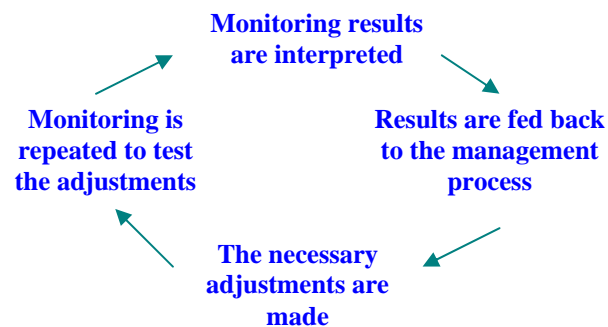 Monitoring results
are interpreted
Results are fed back
to the management
process
The necessary
adjustments are
made
Monitoring is
repeated to test
the adjustments